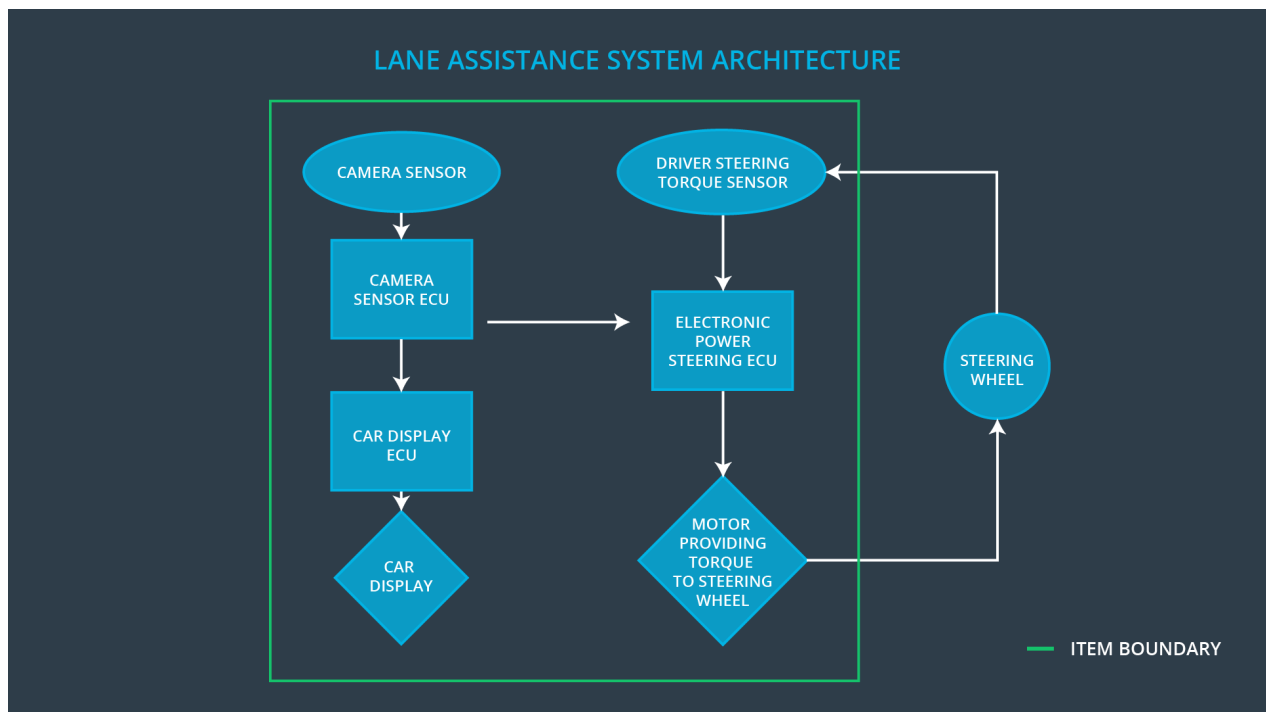 LANE ASSISTANCE SYSTEM ARCHITECTURE
CAMERA SENSOR
CAMERA
SENSOR ECU
CAR DISPLAY
ECU
CAR
DISPLAY
DRIVER STEERING
TORQUE SENSOR
ELECTRONIC
POWER
STEERING ECU
MOTOR
PROVIDING
TORQUE
TO STEERING
WHEEL
STEERING
WHEEL
ITEM BOUNDARY